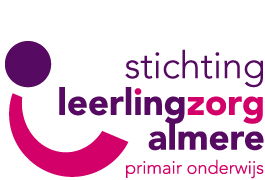 stichting
leerlingzorg
almere
primair onderwijs